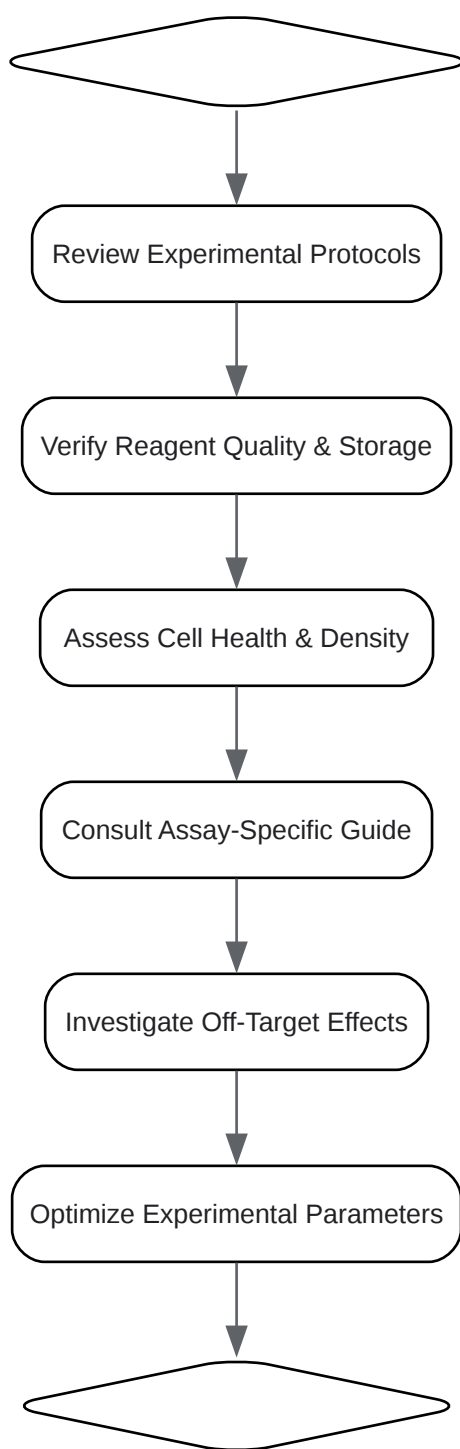 Review Experimental Protocols
Verify Reagent Quality & Storage
Assess Cell Health & Density
Consult Assay-Specific Guide
Investigate Off-Target Effects
Optimize Experimental Parameters